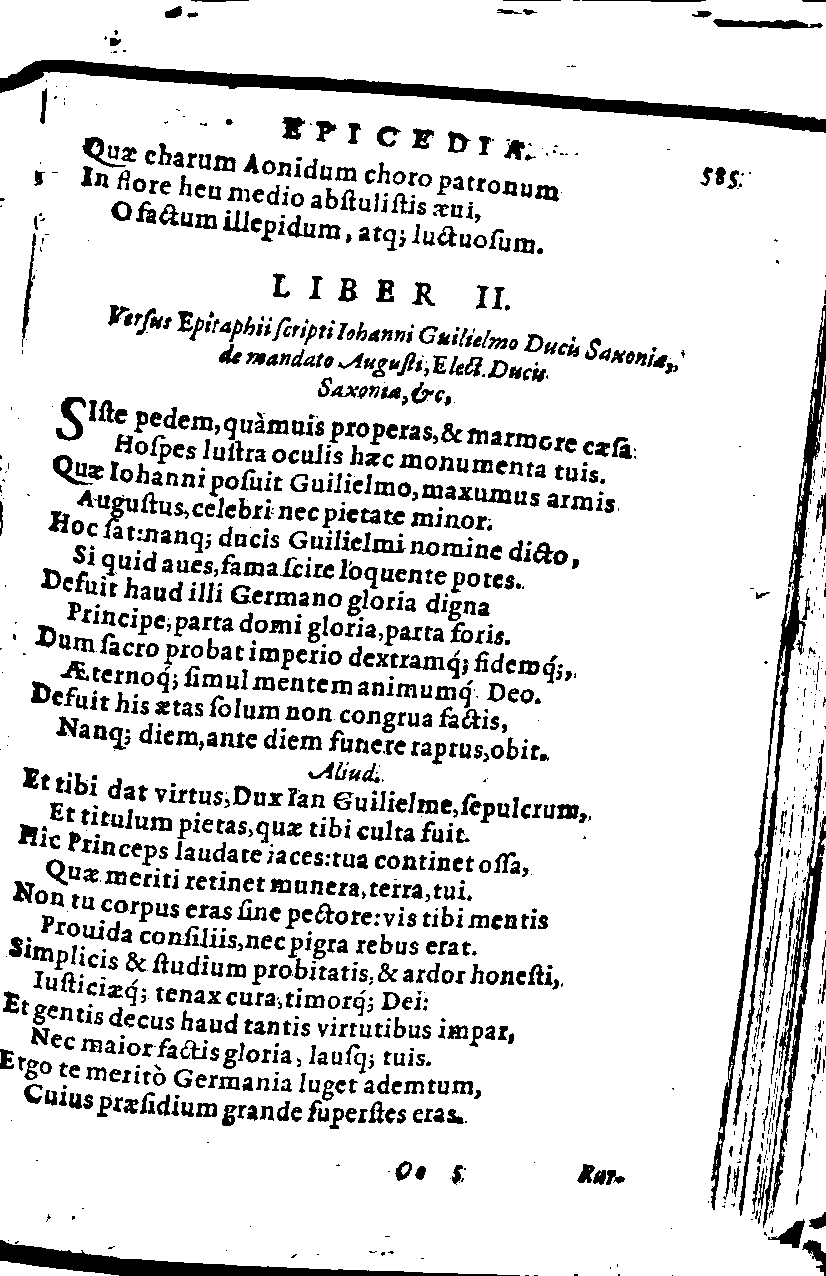 EPICEDIA.
585.
Quæ charum Aonidum choro patronum
In flore heu medio abſtuliſtis æui,
O factum illepidum, atq; luctuoſum.
LIBER II.
Verſus Epitaphii ſcripti Iohanni Guilielmo Ducis Saxoniæ,
de mandato Auguſti, Elect. Ducis
Saxoniæ, &c,
SIſte pedem, quàmuis properas, & marmore cæſa
Hoſpes luſtra oculis hæc monumenta tuis.
Quæ Iohanni poſuit Guilielmo, maxumus armis
Auguſtus, celebri nec pietate minor.
Hoc ſat: nanq; ducis Guilielmi nomine dicto,
Si quid aues, fama ſcire loquente potes.
Defuit haud illi Germano gloria digna
Principe, parta domi gloria, parta foris.
Dum ſacro probat imperio dextramq́; fidemq́;,
Æternoq́; ſimul mentem animumq́ Deo.
Defuit his ætas ſolum non congrua factis,
Nanq; diem, ante diem funere raptus, obit.
Aliud.
Et tibi dat virtus, Dux Ian Guilielme, ſepulcrum,
Et titulum pietas, quæ tibi culta fuit.
Hic Princeps laudate iaces: tua continet oſſa,
Quæ meriti retinet munera, terra, tui.
Non tu corpus eras ſine pectore: vis tibi mentis
Prouida conſiliis, nec pigra rebus erat.
Simplicis & ſtudium probitatis, & ardor honeſti,
Iuſticiæq́; tenax cura, timorq́; Dei:
Et gentis decus haud tantis virtutibus impar,
Nec maior factis gloria, lauſq; tuis.
Ergo te meritò Germania luget ademtum,
Cuius præſidium grande ſuperſtes eras.
Oo 5
Rur-